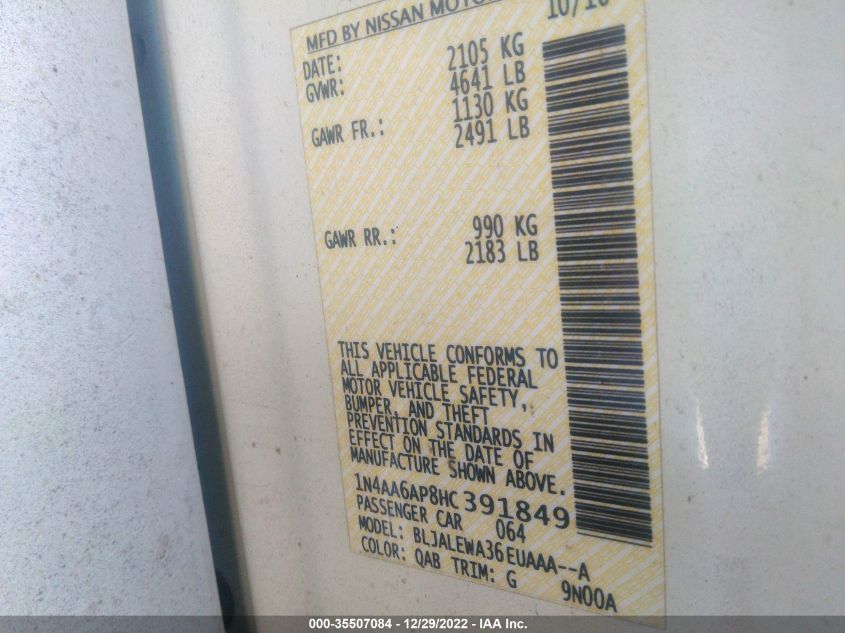 MFD BY NISSAN MOTO
DATE: 10/16
GVWR: 2105 KG
4641 LB
GAWR FR.: 1130 KG
2491 LB
GAWR RR.: 990 KG
2183 LB
THIS VEHICLE CONFORMS TO
ALL APPLICABLE FEDERAL
MOTOR VEHICLE SAFETY,
BUMPER, AND THEFT
PREVENTION STANDARDS IN
EFFECT ON THE DATE OF
MANUFACTURE SHOWN ABOVE.
1N4AA6AP8HC391849
PASSENGER CAR 064
MODEL: BLJALEWA36EUAAA--A
COLOR: QAB TRIM: G 9N00A
000-35507084 - 12/29/2022 - IAA Inc.